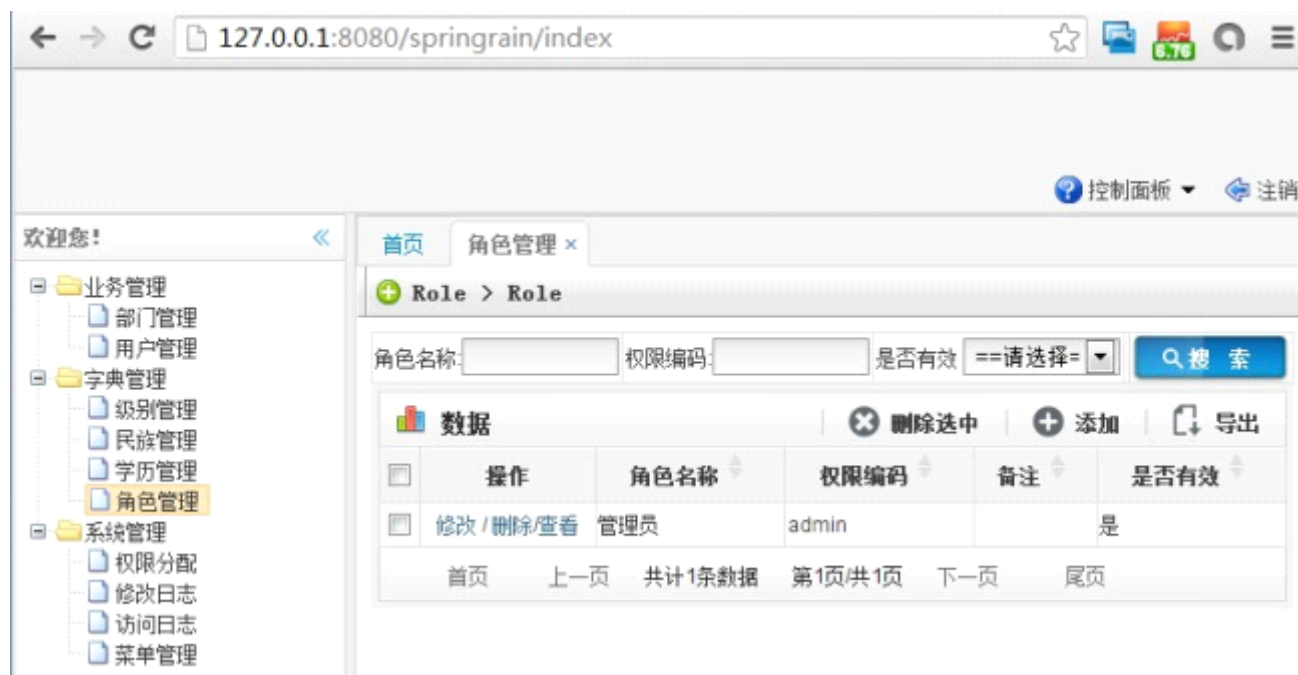 127.0.0.1:8080/springrain/index
6.76
控制面板 注销
欢迎您!
业务管理
部门管理
用户管理
字典管理
级别管理
民族管理
学历管理
角色管理
系统管理
权限分配
修改日志
访问日志
菜单管理
首页 角色管理 ×
Role > Role
角色名称: 权限编码: 是否有效 ==请选择= 搜 索
数据 删除选中 添加 导出
操作 角色名称 权限编码 备注 是否有效
修改 / 删除/查看 管理员 admin 是
首页 上一页 共计1条数据 第1页/共1页 下一页 尾页